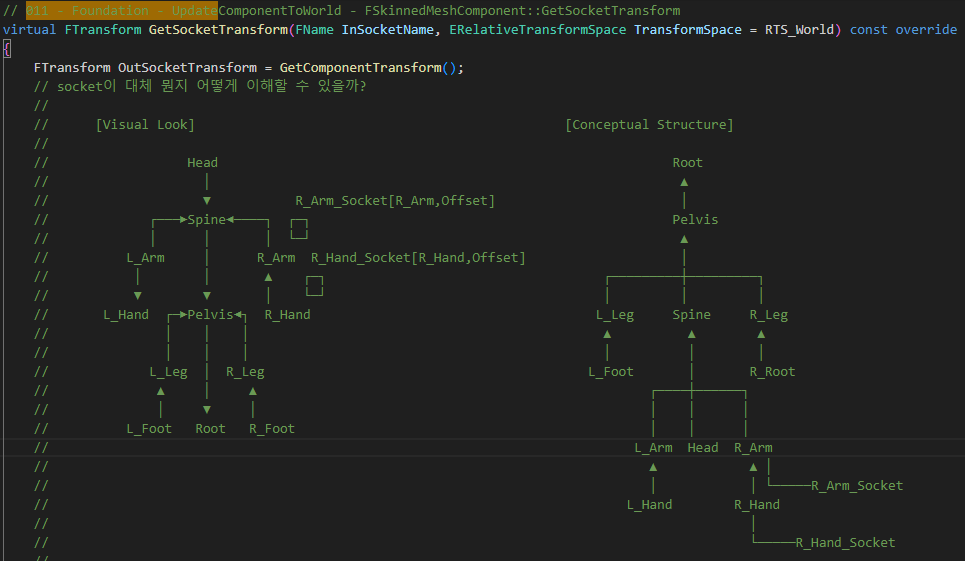 // 011 - Foundation - UpdateComponentToWorld - FSkinnedMeshComponent::GetSocketTransform
virtual FTransform GetSocketTransform(FName InSocketName, ERelativeTransformSpace TransformSpace = RTS_World) const override
{
FTransform OutSocketTransform = GetComponentTransform();
// socket이 대체 뭔지 어떻게 이해할 수 있을까?
//
// [Visual Look] [Conceptual Structure]
//
// Head Root
// │ ▲
// ▼ R_Arm_Socket[R_Arm,Offset] │
// ┌───►Spine◄────┐ ┌─┐ Pelvis
// │ │ │ └─┘ ▲
// L_Arm │ R_Arm R_Hand_Socket[R_Hand,Offset] │
// │ │ ▲ ┌─┐ ┌─────────┼─────────┐
// ▼ ▼ │ └─┘ │ │ │
// L_Hand ┌─►Pelvis◄┐ R_Hand L_Leg Spine R_Leg
// │ │ │ ▲ ▲ ▲
// │ │ │ │ │ │
// L_Leg │ R_Leg L_Foot │ R_Root
// ▲ │ ▲ ┌────┼──────┐
// │ ▼ │ │ │ │
// L_Foot Root R_Foot │ │ │
// L_Arm Head R_Arm
// ▲ ▲ │
// │ │ └─────R_Arm_Socket
// L_Hand R_Hand
// │
// └─────R_Hand_Socket
//